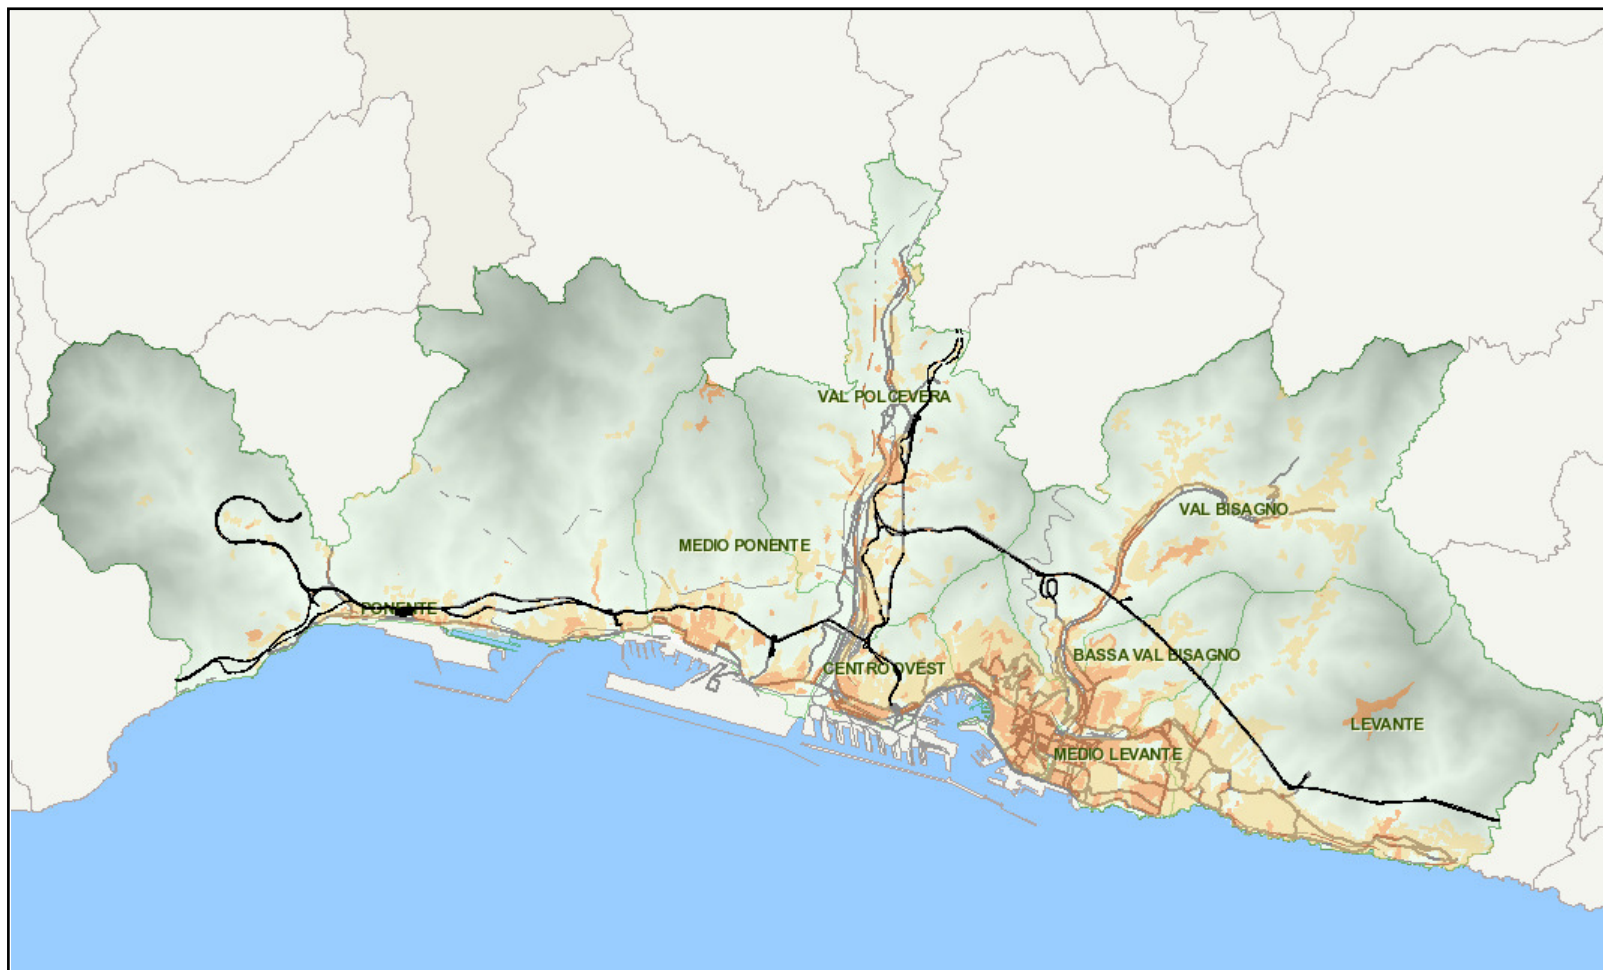 VAL POLCEVERA
VAL BISAGNO
MEDIO PONENTE
PONENTE
BASSA VAL BISAGNO
CENTRO OVEST
LEVANTE
MEDIO LEVANTE